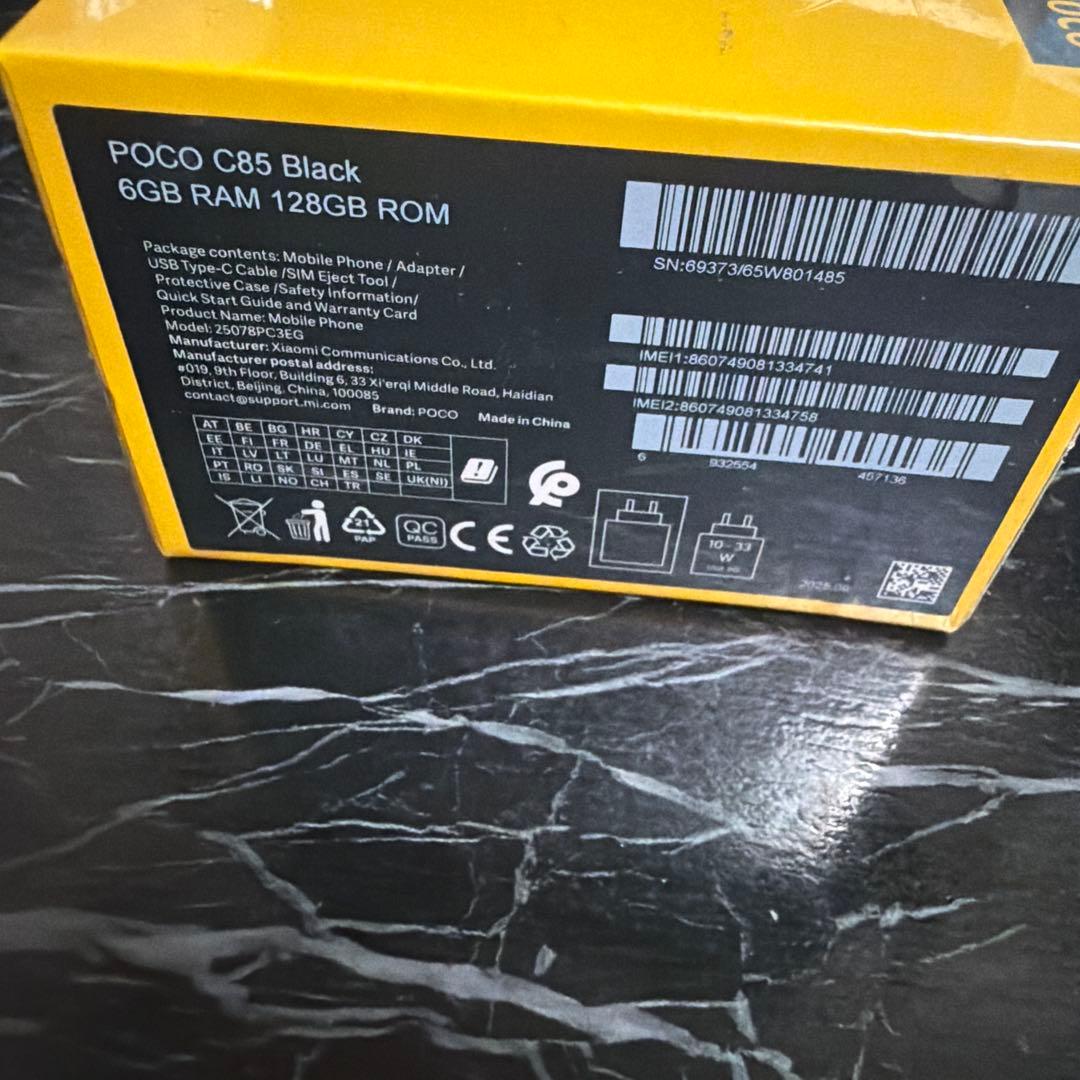 POCO C85 Black
6GB RAM 128GB ROM
Package contents: Mobile Phone / Adapter /
USB Type-C Cable /SIM Eject Tool /
Protective Case /Safety Information/
Quick Start Guide and Warranty Card
Product Name: Mobile Phone
Model: 25078PC3EG
Manufacturer: Xiaomi Communications Co., Ltd.
Manufacturer postal address:
#019, 9th Floor, Building 6, 33 Xi'erqi Middle Road, Haidian
District, Beijing, China, 100085
contact@support.mi.com Brand: POCO Made in China
AT BE BG HR CY CZ DK
EE FI FR DE EL HU IE
IT LV LT LU MT NL PL
PT RO SK SI ES SE UK(NI)
IS LI NO CH TR
21
PAP
QC
PASS
CE
10 - 33
W
SN:69373/65W801485
IMEI1:860749081334741
IMEI2:860749081334758
6 932554 457136